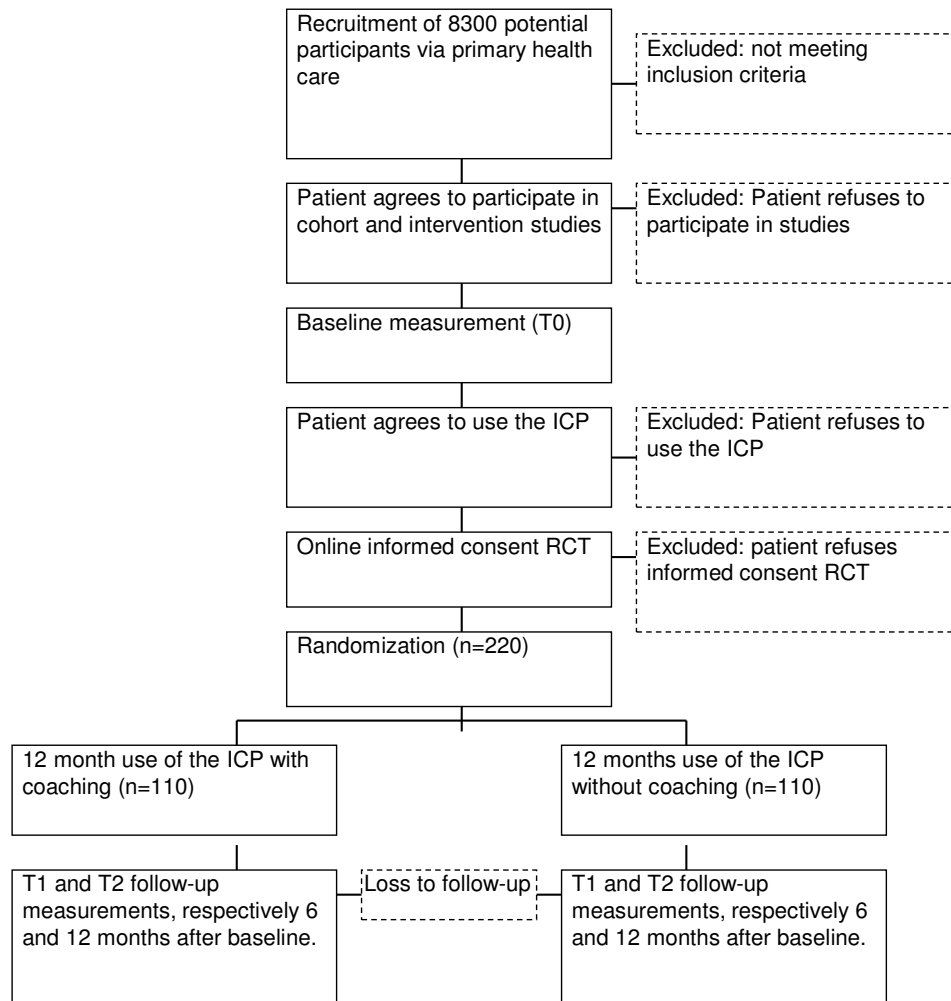 Recruitment of 8300 potential
participants via primary health
care
Excluded: not meeting
inclusion criteria
Patient agrees to participate in
cohort and intervention studies
Excluded: Patient refuses to
participate in studies
Baseline measurement (T0)
Patient agrees to use the ICP
Excluded: Patient refuses to
use the ICP
Online informed consent RCT
Excluded: patient refuses
informed consent RCT
Randomization (n=220)
12 month use of the ICP with
coaching (n=110)
12 months use of the ICP
without coaching (n=110)
T1 and T2 follow-up
measurements, respectively 6
and 12 months after baseline.
Loss to follow-up
T1 and T2 follow-up
measurements, respectively 6
and 12 months after baseline.